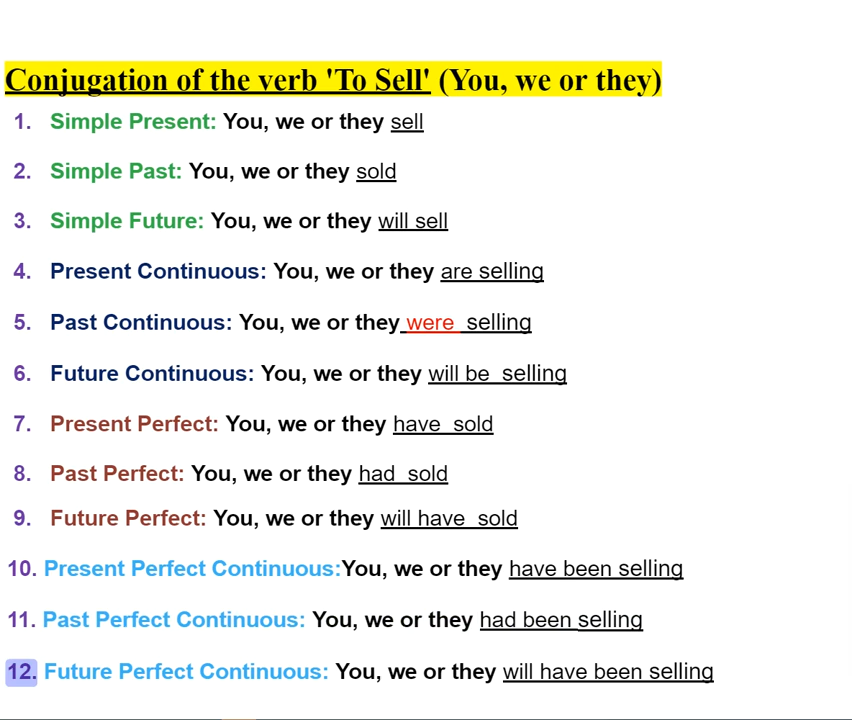 Conjugation of the verb 'To Sell' (You, we or they)
1. Simple Present: You, we or they sell
2. Simple Past: You, we or they sold
3. Simple Future: You, we or they will sell
4. Present Continuous: You, we or they are selling
5. Past Continuous: You, we or they were selling
6. Future Continuous: You, we or they will be selling
7. Present Perfect: You, we or they have sold
8. Past Perfect: You, we or they had sold
9. Future Perfect: You, we or they will have sold
10. Present Perfect Continuous:You, we or they have been selling
11. Past Perfect Continuous: You, we or they had been selling
12. Future Perfect Continuous: You, we or they will have been selling